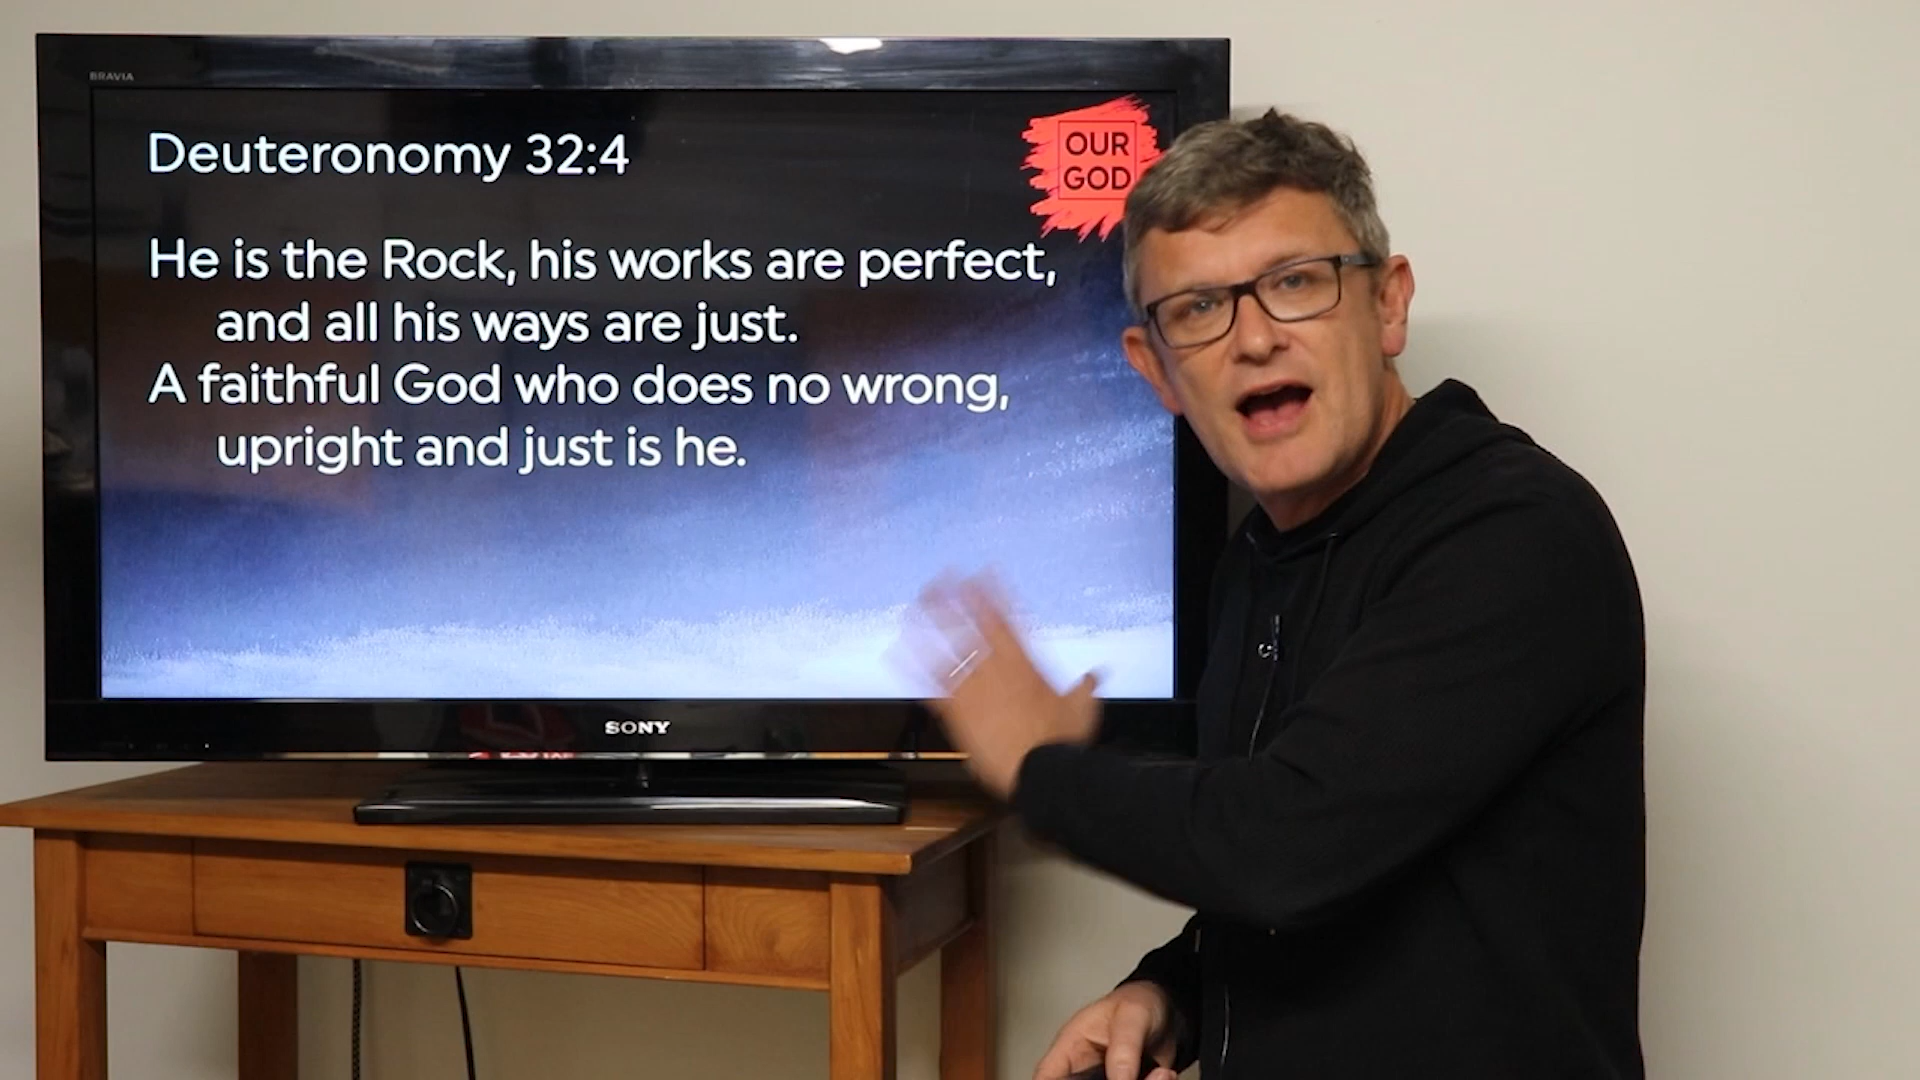 BRAVIA
Deuteronomy 32:4
OUR
GOD
He is the Rock, his works are perfect,
and all his ways are just.
A faithful God who does no wrong,
upright and just is he.
SONY